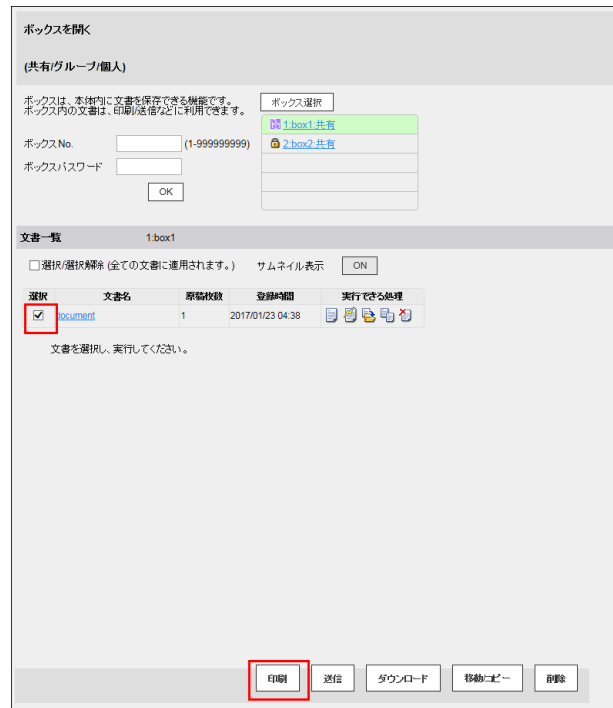 ボックスを開く
(共有/グループ/個人)
ボックスは、本体内に文書を保存できる機能です。
ボックス内の文書は、印刷/送信などに利用できます。
ボックス選択
1:box1:共有
2:box2:共有
ボックスNo.
(1-999999999)
ボックスパスワード
OK
文書一覧 1:box1
選択/選択解除 (全ての文書に適用されます。) サムネイル表示 ON
選択 文書名 原稿枚数 登録時間 実行できる処理
document 1 2017/01/23 04:38
文書を選択し、実行してください。
印刷 送信 ダウンロード 移動/コピー 削除